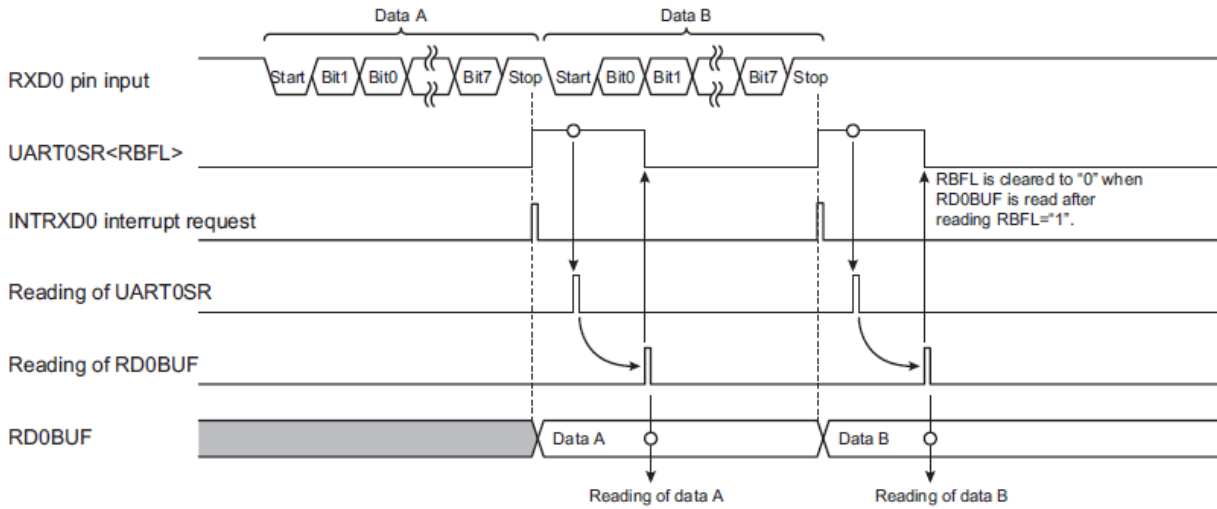 Data A
Data B
RXD0 pin input
Start Bit1 Bit0 Bit7 Stop Start Bit0 Bit1 Bit7 Stop
UART0SR<RBFL>
RBFL is cleared to “0” when
RD0BUF is read after
reading RBFL=“1”.
INTRXD0 interrupt request
Reading of UART0SR
Reading of RD0BUF
RD0BUF
Data A
Data B
Reading of data A
Reading of data B